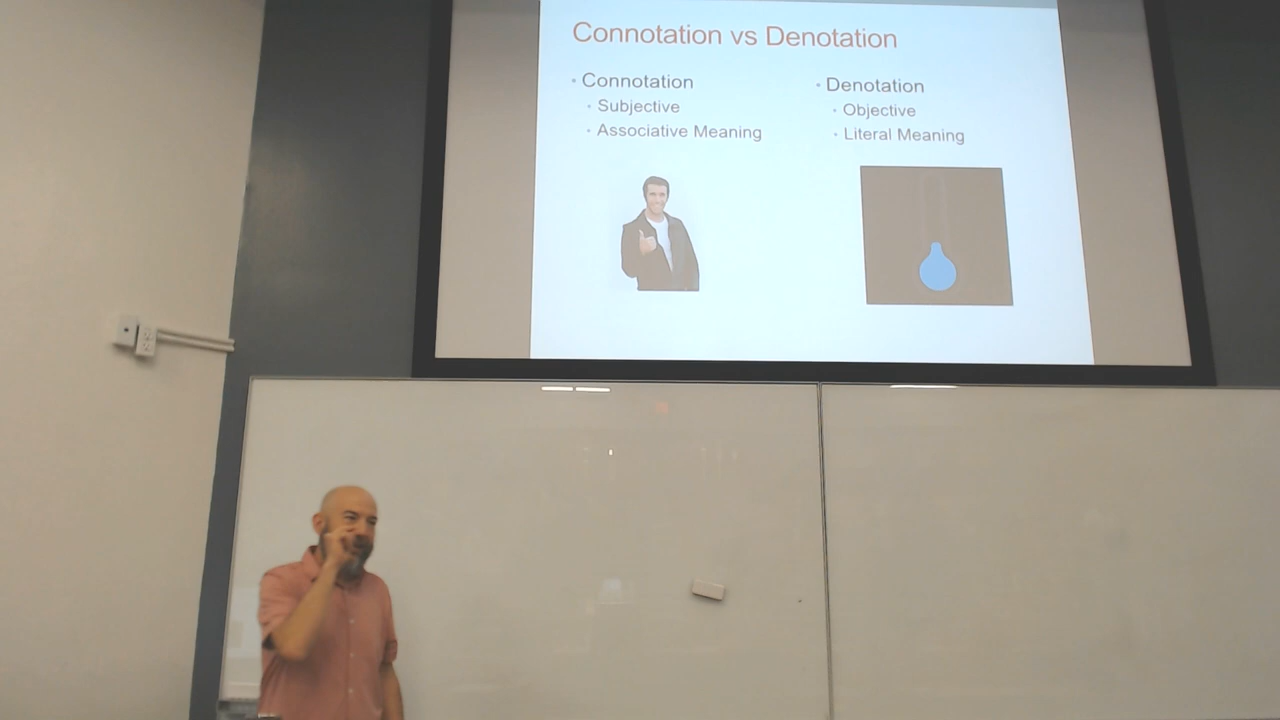 Connotation vs Denotation
• Connotation
• Subjective
• Associative Meaning
• Denotation
• Objective
• Literal Meaning